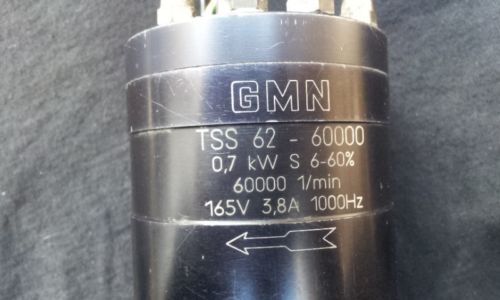 GMN
TSS 62 - 60000
0,7 kW S 6-60%
60000 1/min
165V 3,8A 1000Hz